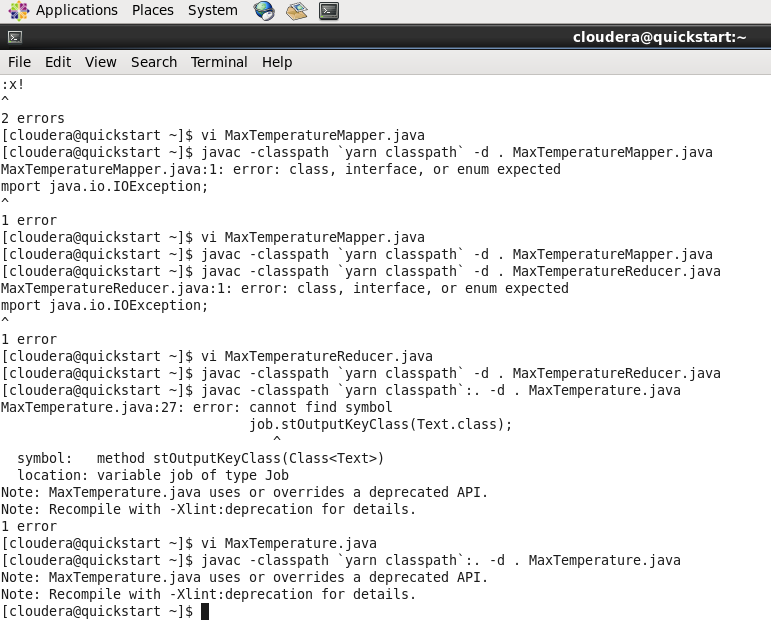 Applications Places System
cloudera@quickstart:~
File Edit View Search Terminal Help
:x!
^
2 errors
[cloudera@quickstart ~]$ vi MaxTemperatureMapper.java
[cloudera@quickstart ~]$ javac -classpath `yarn classpath` -d . MaxTemperatureMapper.java
MaxTemperatureMapper.java:1: error: class, interface, or enum expected
mport java.io.IOException;
^
1 error
[cloudera@quickstart ~]$ vi MaxTemperatureMapper.java
[cloudera@quickstart ~]$ javac -classpath `yarn classpath` -d . MaxTemperatureMapper.java
[cloudera@quickstart ~]$ javac -classpath `yarn classpath` -d . MaxTemperatureReducer.java
MaxTemperatureReducer.java:1: error: class, interface, or enum expected
mport java.io.IOException;
^
1 error
[cloudera@quickstart ~]$ vi MaxTemperatureReducer.java
[cloudera@quickstart ~]$ javac -classpath `yarn classpath` -d . MaxTemperatureReducer.java
[cloudera@quickstart ~]$ javac -classpath `yarn classpath`:. -d . MaxTemperature.java
MaxTemperature.java:27: error: cannot find symbol
                               job.stOutputKeyClass(Text.class);
                                  ^
  symbol:   method stOutputKeyClass(Class<Text>)
  location: variable job of type Job
Note: MaxTemperature.java uses or overrides a deprecated API.
Note: Recompile with -Xlint:deprecation for details.
1 error
[cloudera@quickstart ~]$ vi MaxTemperature.java
[cloudera@quickstart ~]$ javac -classpath `yarn classpath`:. -d . MaxTemperature.java
Note: MaxTemperature.java uses or overrides a deprecated API.
Note: Recompile with -Xlint:deprecation for details.
[cloudera@quickstart ~]$